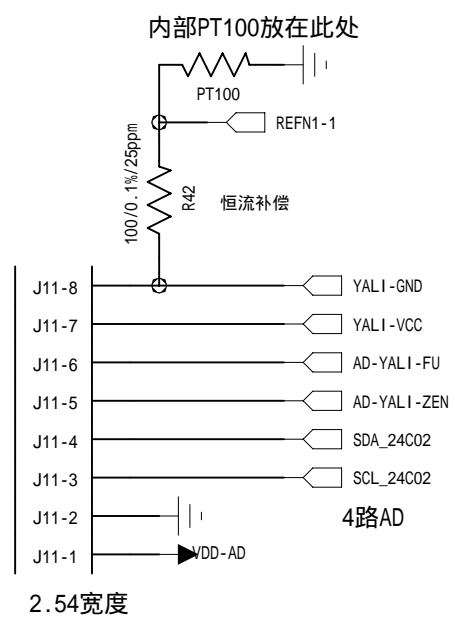 内部PT100放在此处
PT100
REFN1-1
100/0.1%/25ppm
R42
恒流补偿
J11-8
YALI-GND
J11-7
YALI-VCC
J11-6
AD-YALI-FU
J11-5
AD-YALI-ZEN
J11-4
SDA_24C02
J11-3
SCL_24C02
J11-2
4路AD
J11-1
VDD-AD
2.54宽度